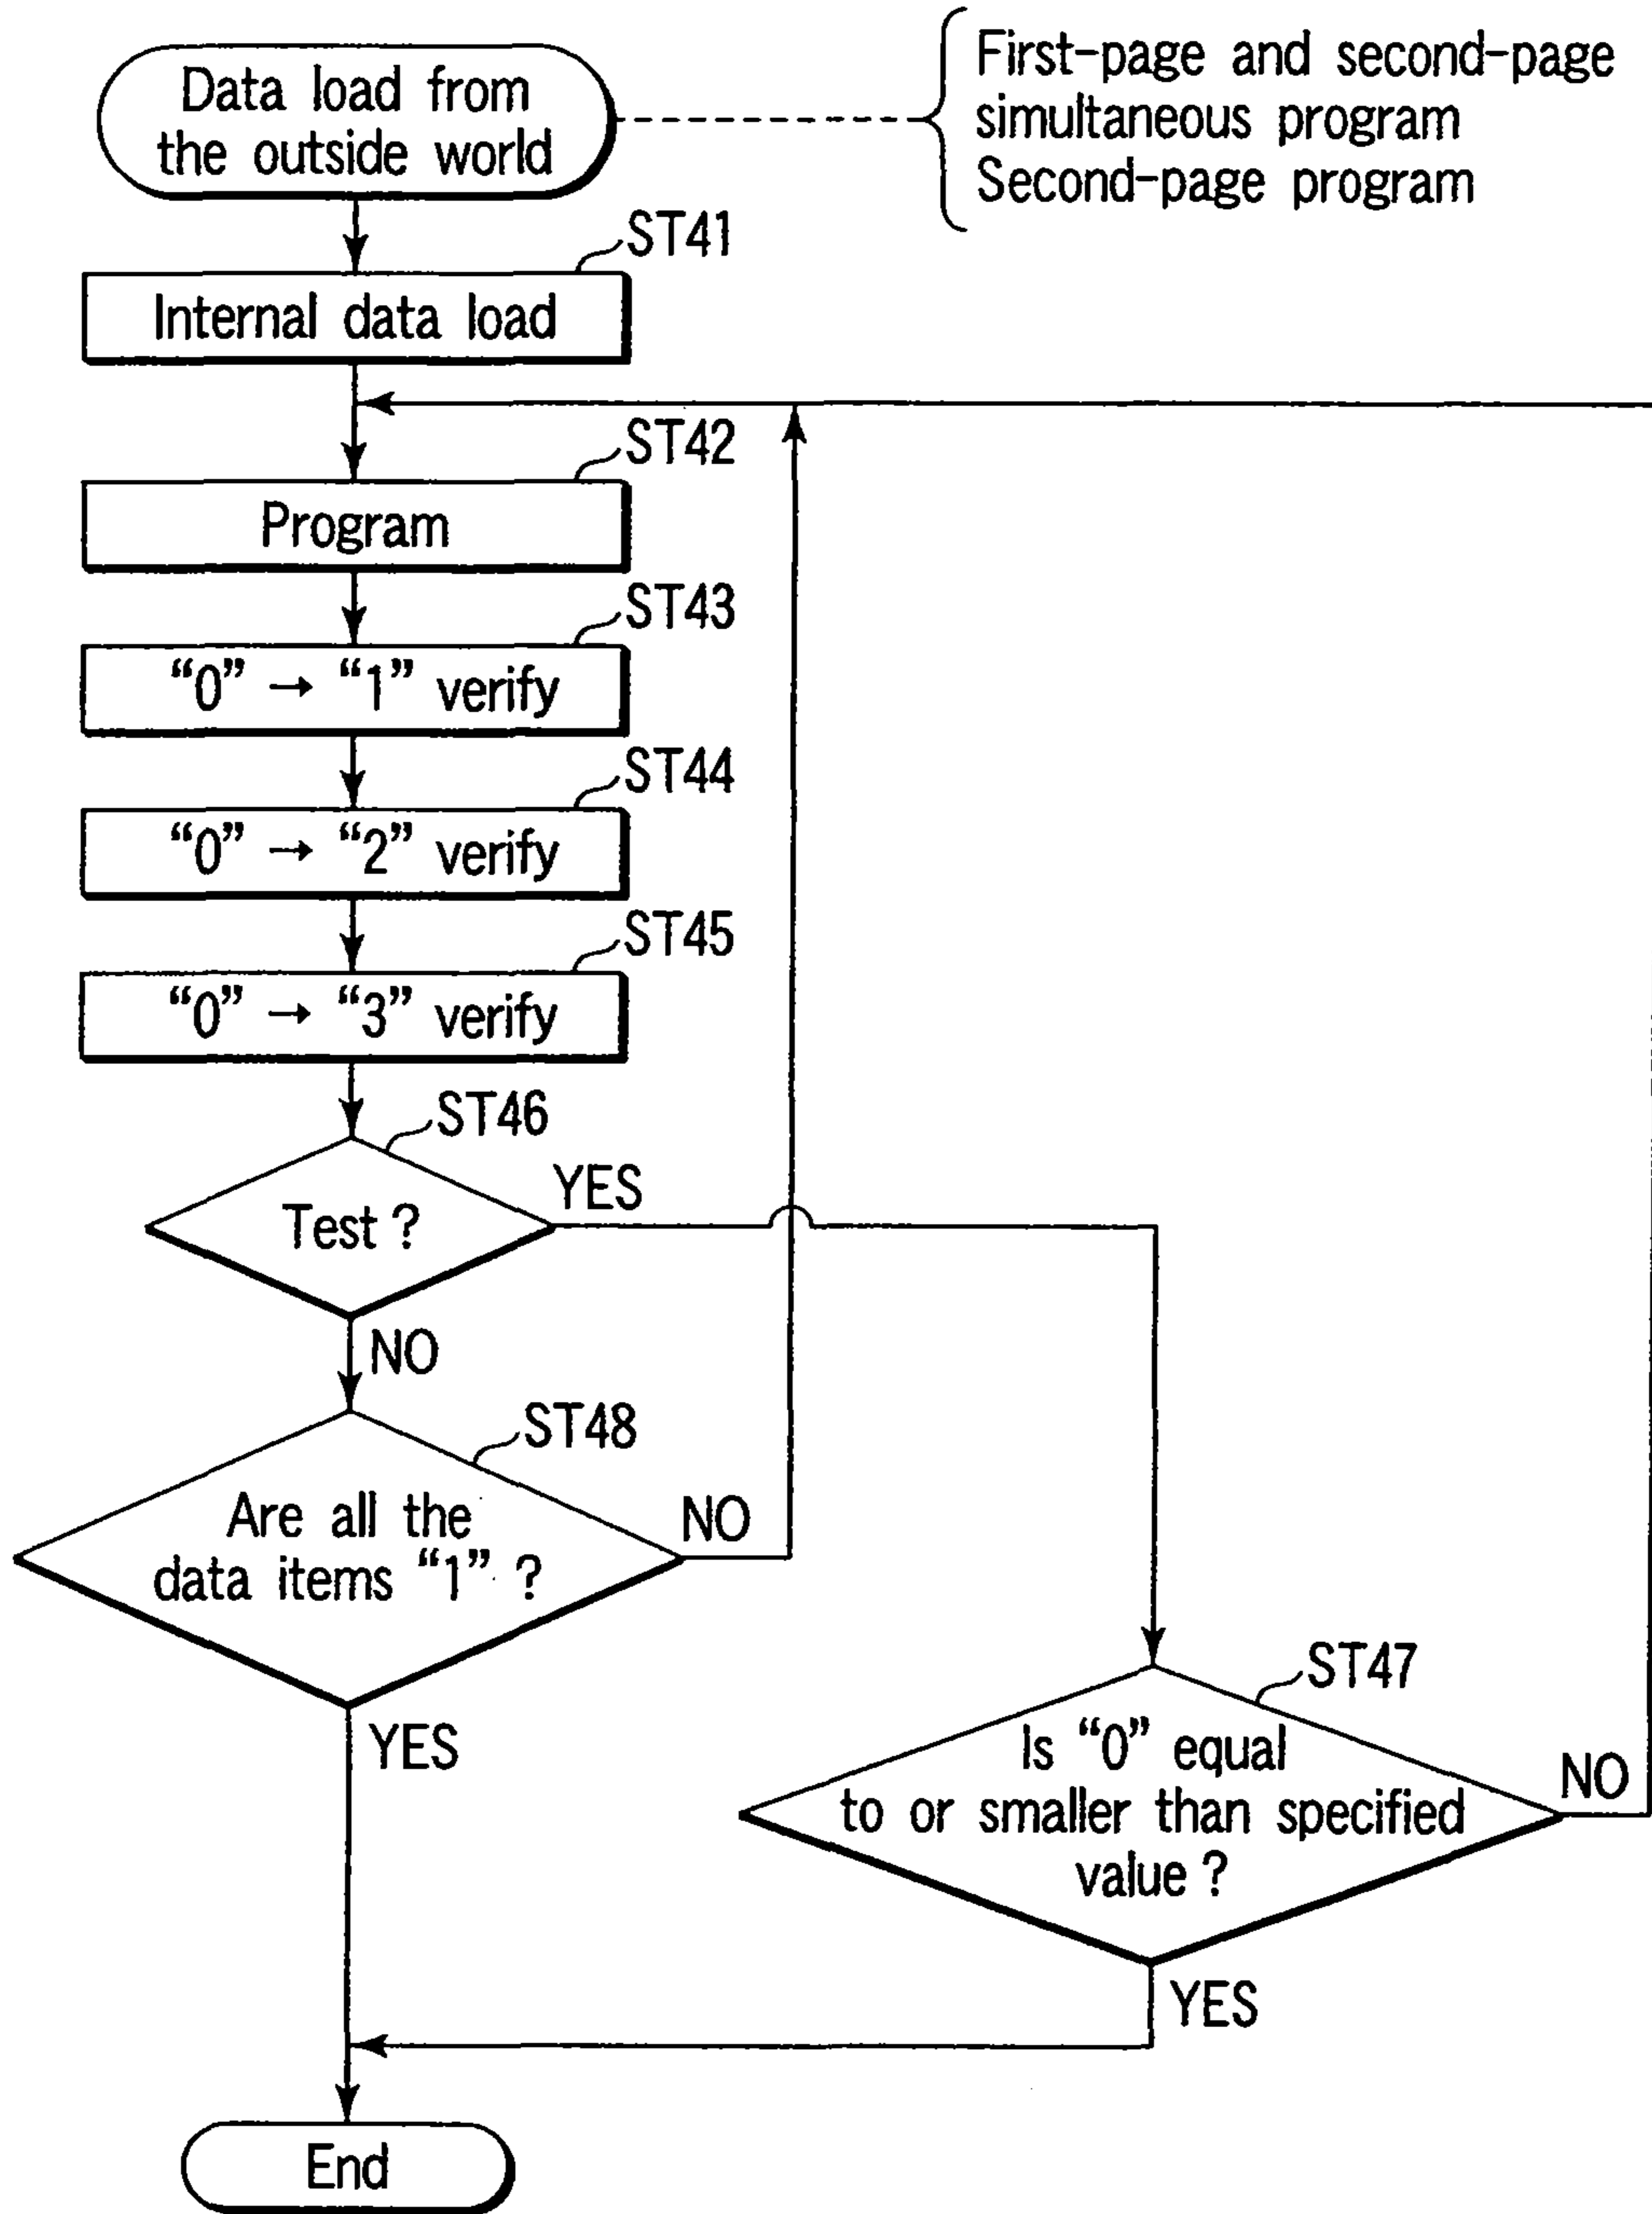 Data load from
the outside world
First-page and second-page
simultaneous program
Second-page program
ST41
Internal data load
ST42
Program
ST43
“0” → “1” verify
ST44
“0” → “2” verify
ST45
“0” → “3” verify
ST46
Test ?
YES
NO
ST48
Are all the
data items “1” ?
NO
YES
ST47
Is “0” equal
to or smaller than specified
value ?
NO
YES
End